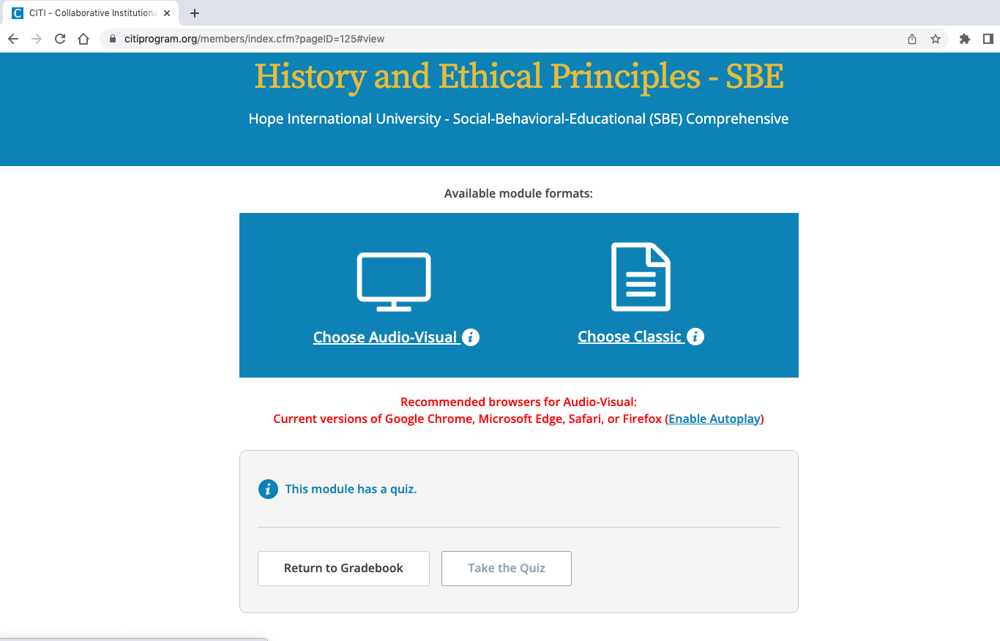 CITI - Collaborative Institutiona
citiprogram.org/members/index.cfm?pageID=125#view
History and Ethical Principles - SBE
Hope International University - Social-Behavioral-Educational (SBE) Comprehensive
Available module formats:
Choose Audio-Visual
Choose Classic
Recommended browsers for Audio-Visual:
Current versions of Google Chrome, Microsoft Edge, Safari, or Firefox (Enable Autoplay)
This module has a quiz.
Return to Gradebook
Take the Quiz